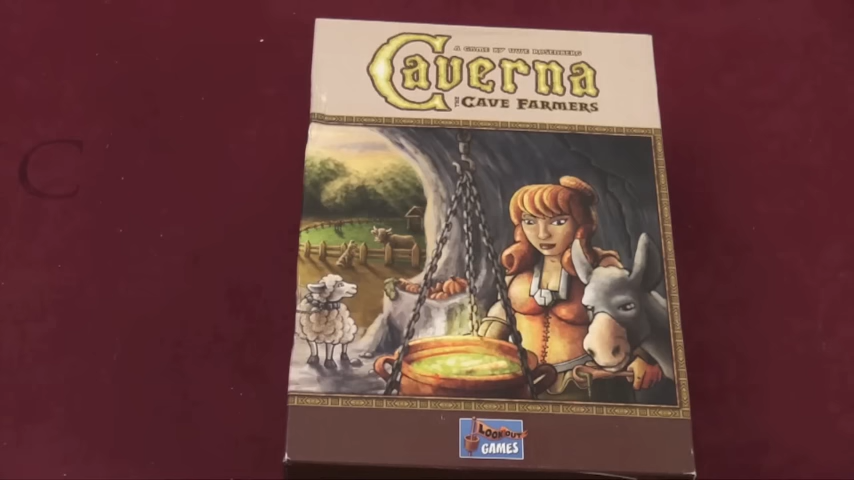 A GAME BY UWE ROSENBERG
Caverna
THE CAVE FARMERS
C
LOOKOUT
GAMES